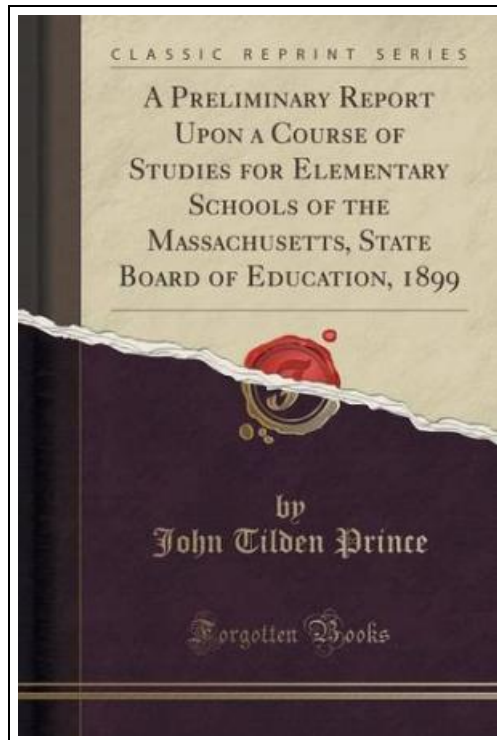 CLASSIC REPRINT SERIES
A PRELIMINARY REPORT
UPON A COURSE OF
STUDIES FOR ELEMENTARY
SCHOOLS OF THE
MASSACHUSETTS, STATE
BOARD OF EDUCATION, 1899
by
John Tilden Prince
Forgotten Books